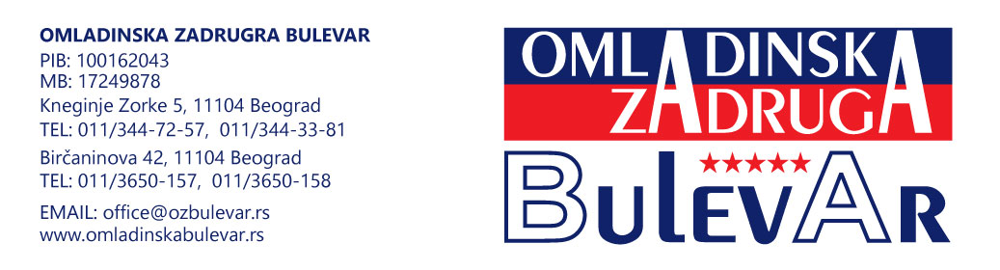 OMLADINSKA ZADRUGRA BULEVAR
PIB: 100162043
MB: 17249878
Kneginje Zorke 5, 11104 Beograd
TEL: 011/344-72-57,  011/344-33-81
Birčaninova 42, 11104 Beograd
TEL: 011/3650-157,  011/3650-158
EMAIL: office@ozbulevar.rs
www.omladinskabulevar.rs
OMLADINSKA
ZADRUGA
BulevAr